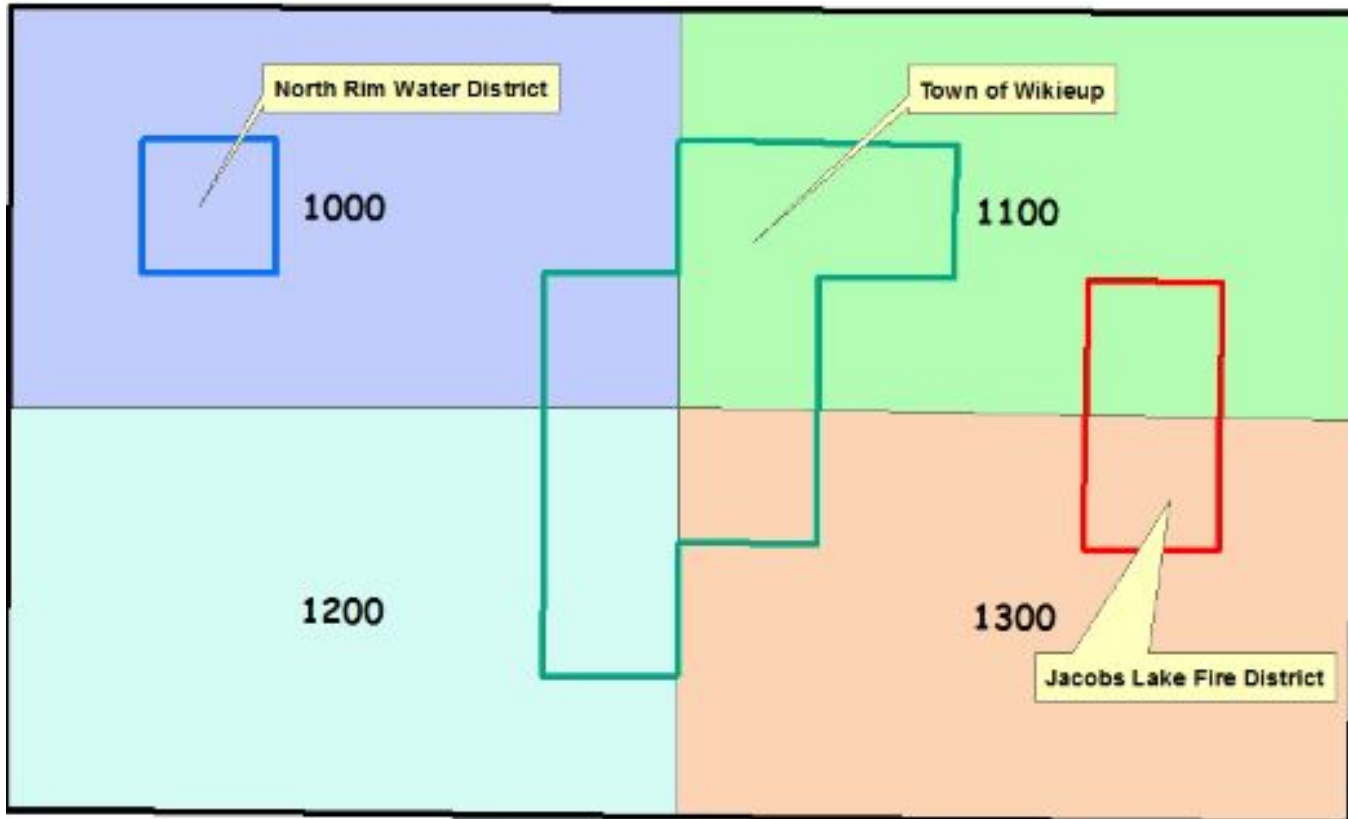 North Rim Water District
Town of Wikieup
1000
1100
1200
1300
Jacobs Lake Fire District